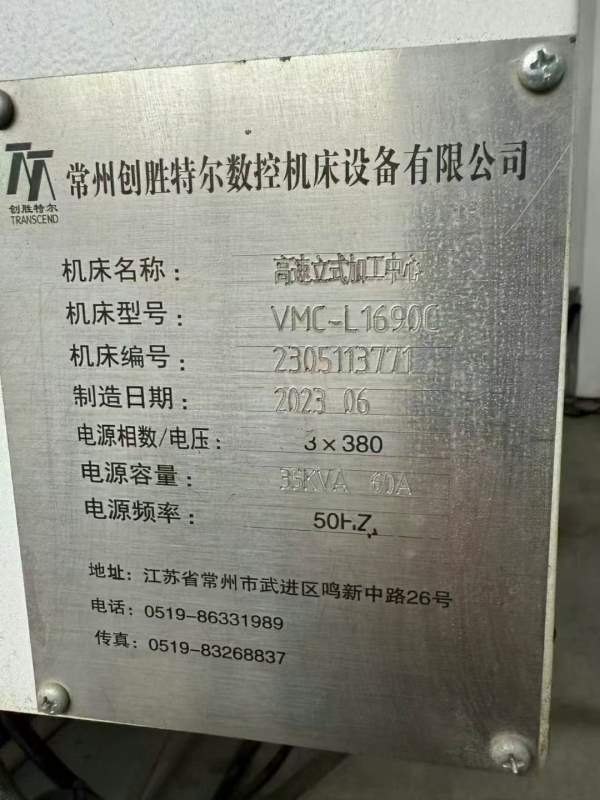 常州创胜特尔数控机床设备有限公司
创胜特尔
TRANSCEND
机床名称: 高速立式加工中心
机床型号: VMC-L1690C
机床编号: 2305113771
制造日期: 2023 06
电源相数/电压: 3×380
电源容量: 35KVA 60A
电源频率: 50HZ
地址: 江苏省常州市武进区鸣新中路26号
电话: 0519-86331989
传真: 0519-83268837